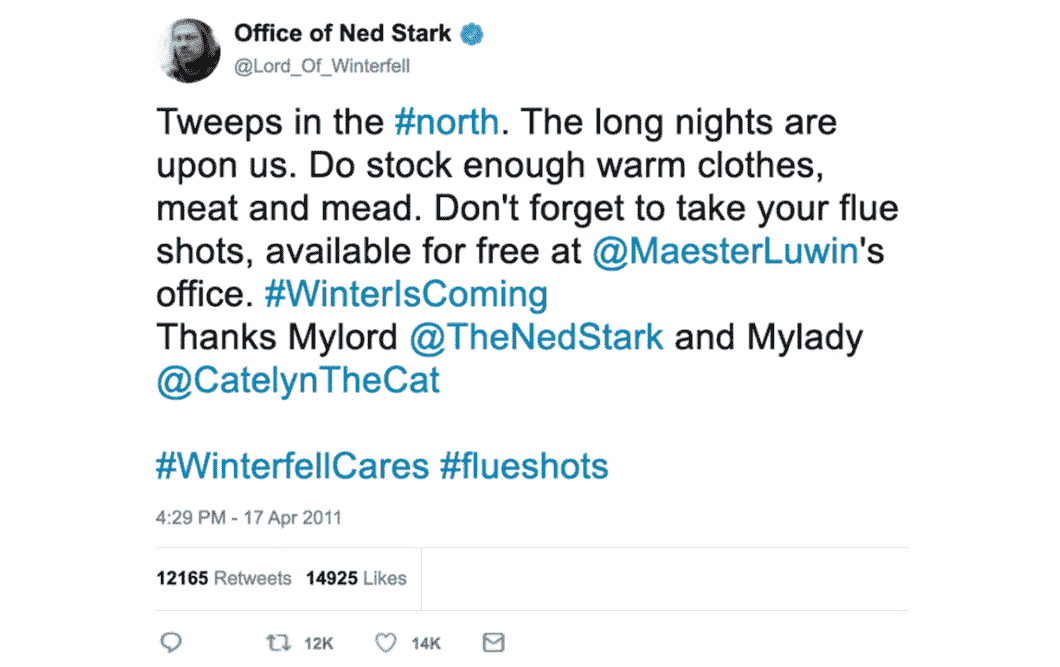 Office of Ned Stark
@Lord_Of_Winterfell
Tweeps in the #north. The long nights are
upon us. Do stock enough warm clothes,
meat and mead. Don't forget to take your flue
shots, available for free at @MaesterLuwin's
office. #WinterIsComing
Thanks Mylord @TheNedStark and Mylady
@CatelynTheCat
#WinterfellCares #flueshots
4:29 PM - 17 Apr 2011
12165 Retweets 14925 Likes
12K 14K